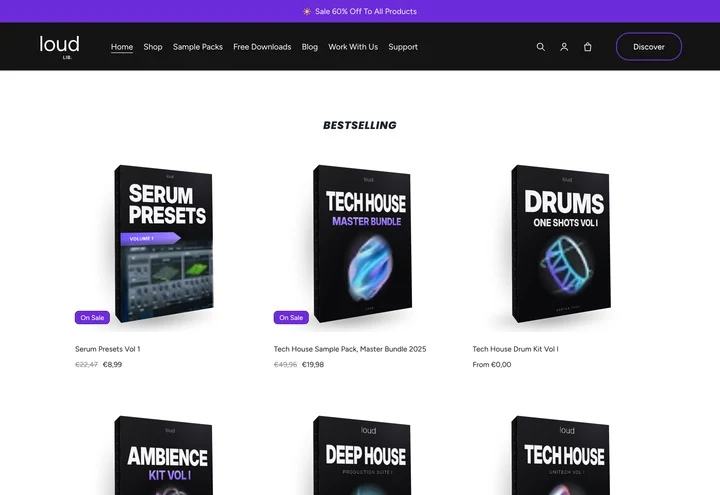 Sale 60% Off To All Products
loud
LIB.
Home Shop Sample Packs Free Downloads Blog Work With Us Support
Discover
BESTSELLING
loud
SERUM
PRESETS
VOLUME 1
On Sale
Serum Presets Vol 1
€22,47 €8,99
loud
TECH HOUSE
MASTER BUNDLE
On Sale
Tech House Sample Pack, Master Bundle 2025
€49,96 €19,98
loud
DRUMS
ONE SHOTS VOL I
Tech House Drum Kit Vol I
From €0,00
loud
AMBIENCE
KIT VOL I
loud
DEEP HOUSE
PRODUCTION SUITE I
loud
TECH HOUSE
UNITECH VOL I